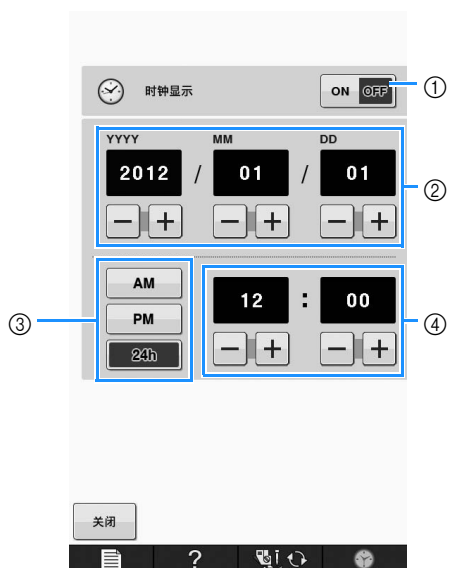 时钟显示 ON OFF ①
YYYY MM DD
2012 / 01 / 01 ②
− + − + − +
AM
PM
24h
③
12 : 00
− + − +
④
关闭
?